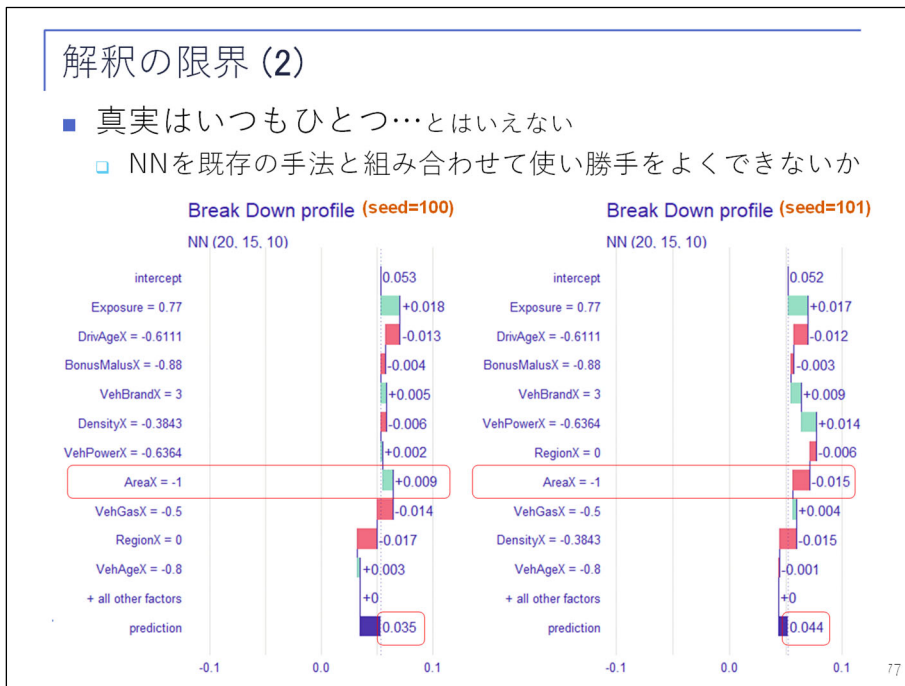 解釈の限界 (2)
真実はいつもひとつ…とはいえない
NNを既存の手法と組み合わせて使い勝手をよくできないか
Break Down profile (seed=100)
NN (20, 15, 10)
intercept 0.053
Exposure = 0.77 +0.018
DrivAgeX = -0.6111 -0.013
BonusMalusX = -0.88 -0.004
VehBrandX = 3 +0.005
DensityX = -0.3843 -0.006
VehPowerX = -0.6364 +0.002
AreaX = -1 +0.009
VehGasX = -0.5 -0.014
RegionX = 0 -0.017
VehAgeX = -0.8 +0.003
+ all other factors +0
prediction 0.035
-0.1 0.0 0.1
Break Down profile (seed=101)
NN (20, 15, 10)
intercept 0.052
Exposure = 0.77 +0.017
DrivAgeX = -0.6111 -0.012
BonusMalusX = -0.88 -0.003
VehBrandX = 3 +0.009
VehPowerX = -0.6364 +0.014
RegionX = 0 -0.006
AreaX = -1 -0.015
VehGasX = -0.5 +0.004
DensityX = -0.3843 -0.015
VehAgeX = -0.8 -0.001
+ all other factors +0
prediction 0.044
-0.1 0.0 0.1
77